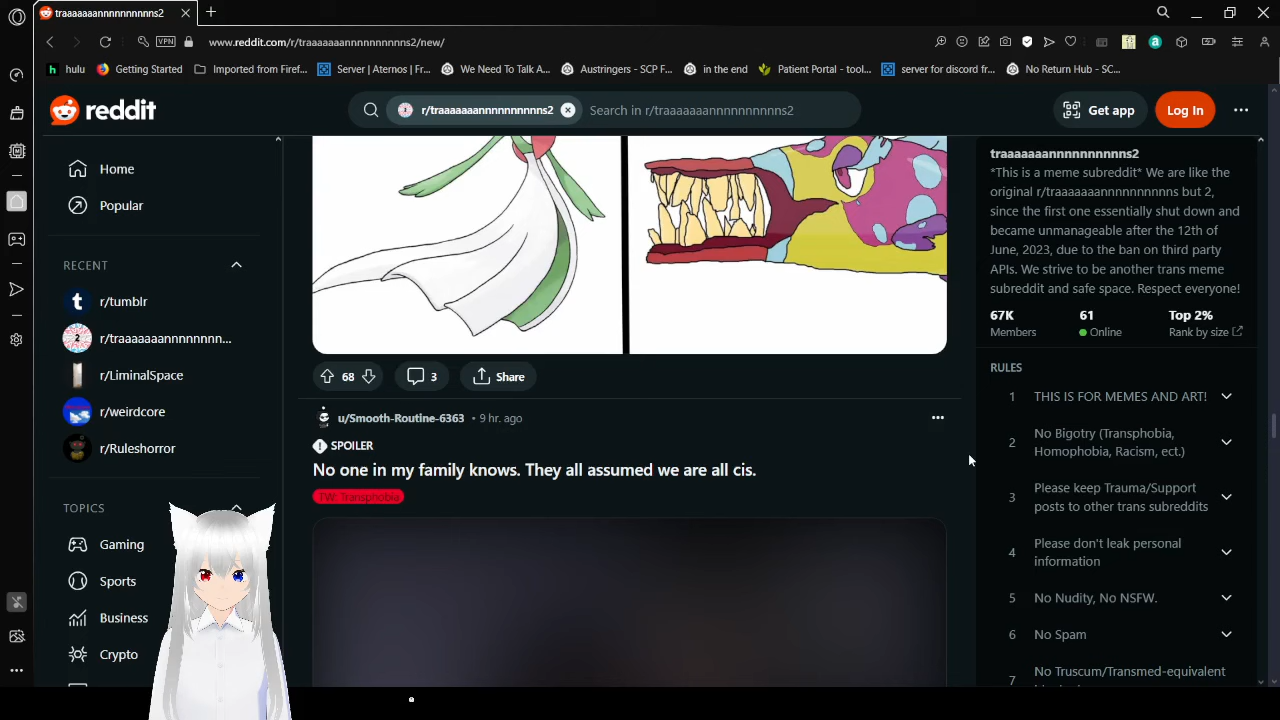 traaaaaaannnnnnnnnns2
VPN
www.reddit.com/r/traaaaaaannnnnnnnnns2/new/
hulu
Getting Started
Imported from Firef...
Server | Aternos | Fr...
We Need To Talk A...
Austringers - SCP F...
in the end
Patient Portal - tool...
server for discord fr...
No Return Hub - SC...
reddit
r/traaaaaaannnnnnnnnns2
Search in r/traaaaaaannnnnnnnnns2
Get app
Log In
Home
Popular
RECENT
r/tumblr
r/traaaaaaannnnnnn...
r/LiminalSpace
r/weirdcore
r/Ruleshorror
TOPICS
Gaming
Sports
Business
Crypto
68
3
Share
u/Smooth-Routine-6363 • 9 hr. ago
SPOILER
No one in my family knows. They all assumed we are all cis.
TW: Transphobia
traaaaaaannnnnnnnnns2
*This is a meme subreddit* We are like the
original r/traaaaaaannnnnnnnnns but 2,
since the first one essentially shut down and
became unmanageable after the 12th of
June, 2023, due to the ban on third party
APIs. We strive to be another trans meme
subreddit and safe space. Respect everyone!
67K
Members
61
Online
Top 2%
Rank by size
RULES
1 THIS IS FOR MEMES AND ART!
2 No Bigotry (Transphobia,
Homophobia, Racism, ect.)
3 Please keep Trauma/Support
posts to other trans subreddits
4 Please don't leak personal
information
5 No Nudity, No NSFW.
6 No Spam
7 No Truscum/Transmed-equivalent